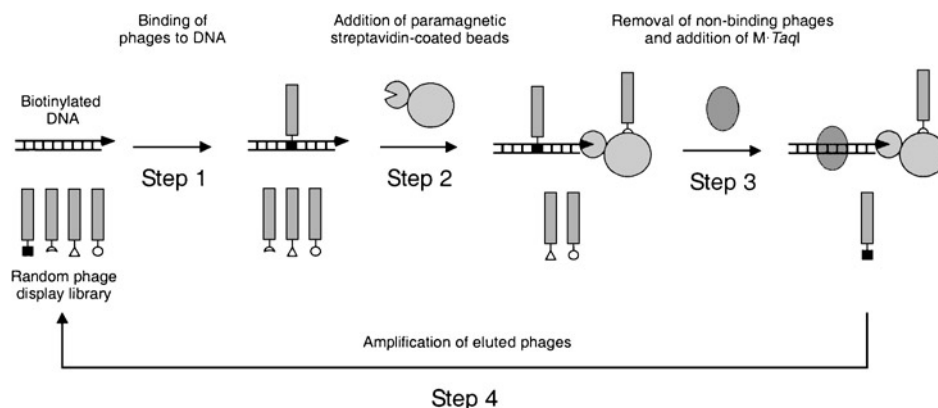 Binding of
phages to DNA
Addition of paramagnetic
streptavidin-coated beads
Removal of non-binding phages
and addition of M·TaqI
Biotinylated
DNA
Step 1
Step 2
Step 3
Random phage
display library
Amplification of eluted phages
Step 4